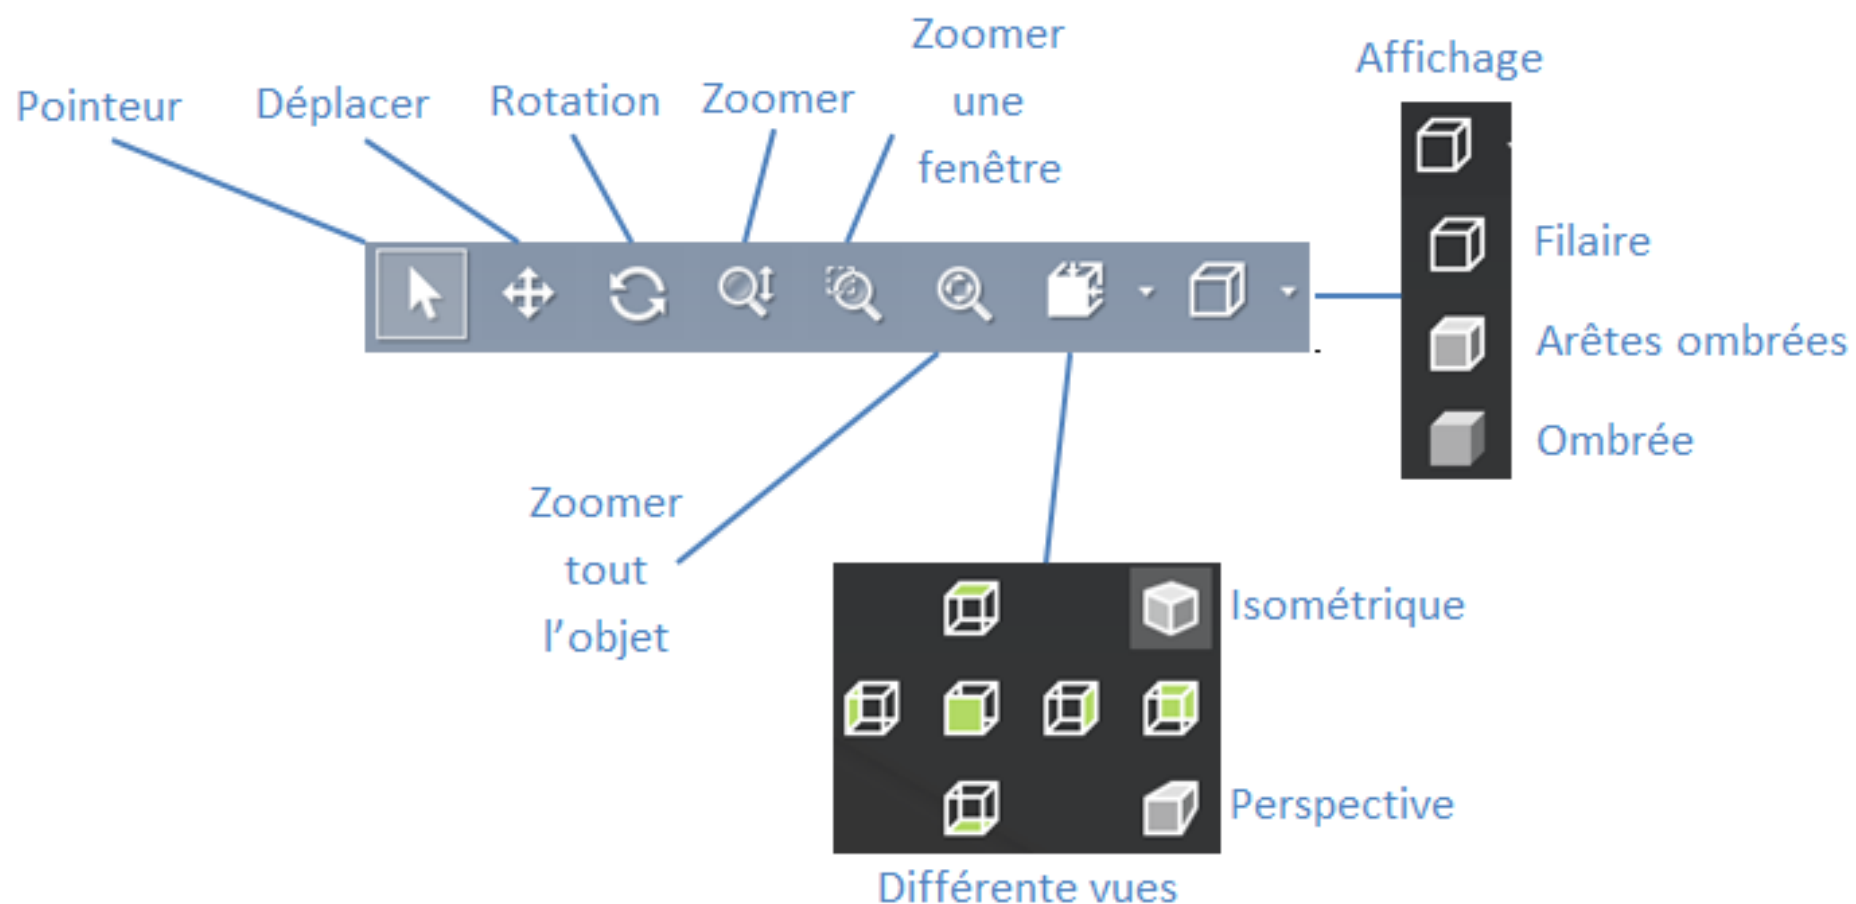 Pointeur
Déplacer
Rotation
Zoomer
Zoomer
une
fenêtre
Affichage
Filaire
Arêtes ombrées
Ombrée
Zoomer
tout
l'objet
Isométrique
Perspective
Différente vues